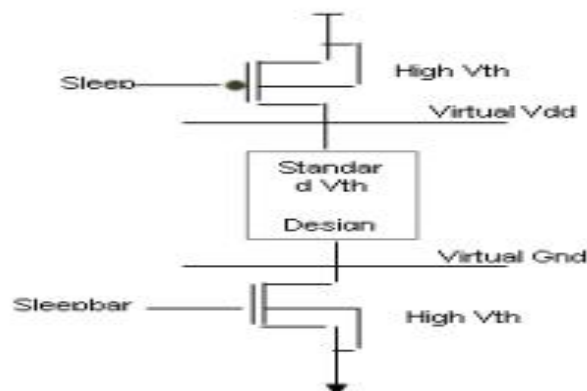 High Vth
Sleep
Virtual Vdd
Standar
d Vth
Design
Virtual Gnd
Sleepbar
High Vth